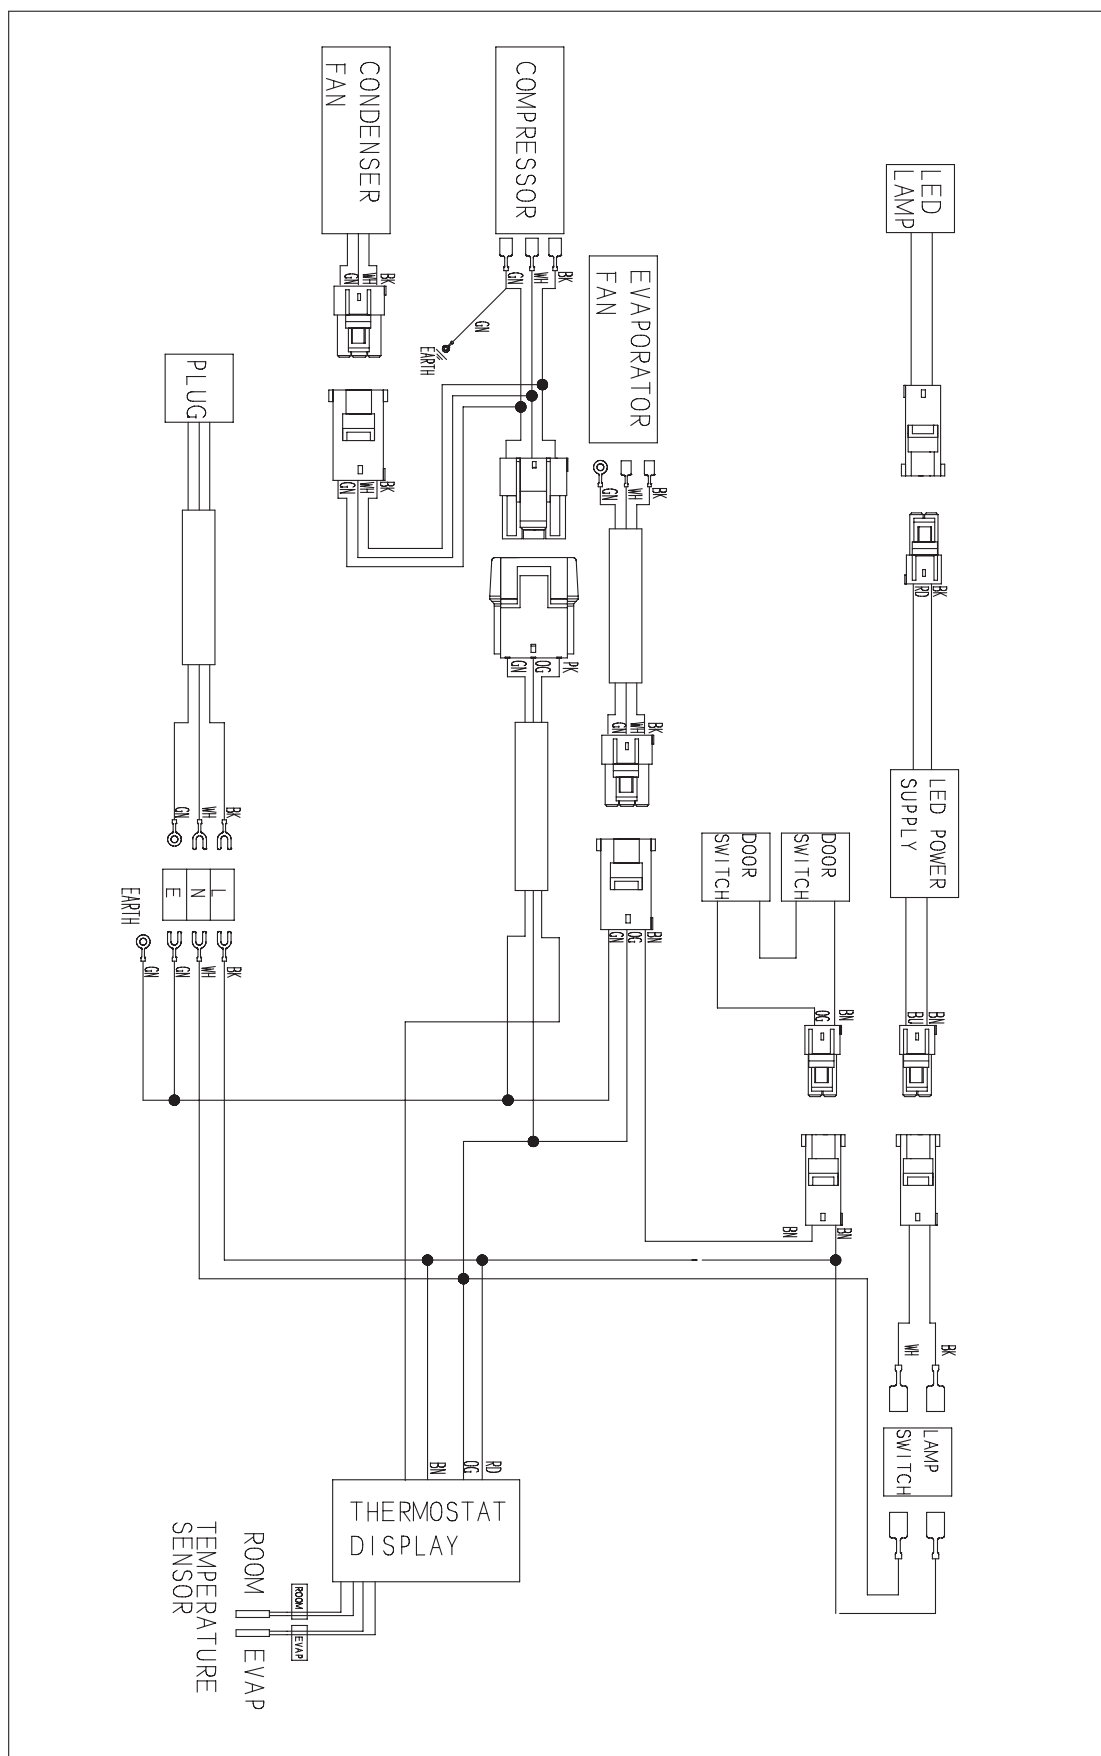 CONDENSER
FAN
COMPRESSOR
LED
LAMP
BK
WH
GN
BK
WH
GN
GN
EARTH
EVAPORATOR
FAN
PLUG
BK
WH
GN
BK
WH
GN
BK
RD
PK
OG
GN
BK
WH
GN
LED POWER
SUPPLY
DOOR
SWITCH
DOOR
SWITCH
BK
WH
GN
L
N
E
EARTH
BK
WH
GN
GN
BN
OG
GN
BN
OG
BN
BU
BN
BN
BK
WH
LAMP
SWITCH
RD
OG
BN
THERMOSTAT
DISPLAY
ROOM
EVAP
ROOM
EVAP
TEMPERATURE
SENSOR